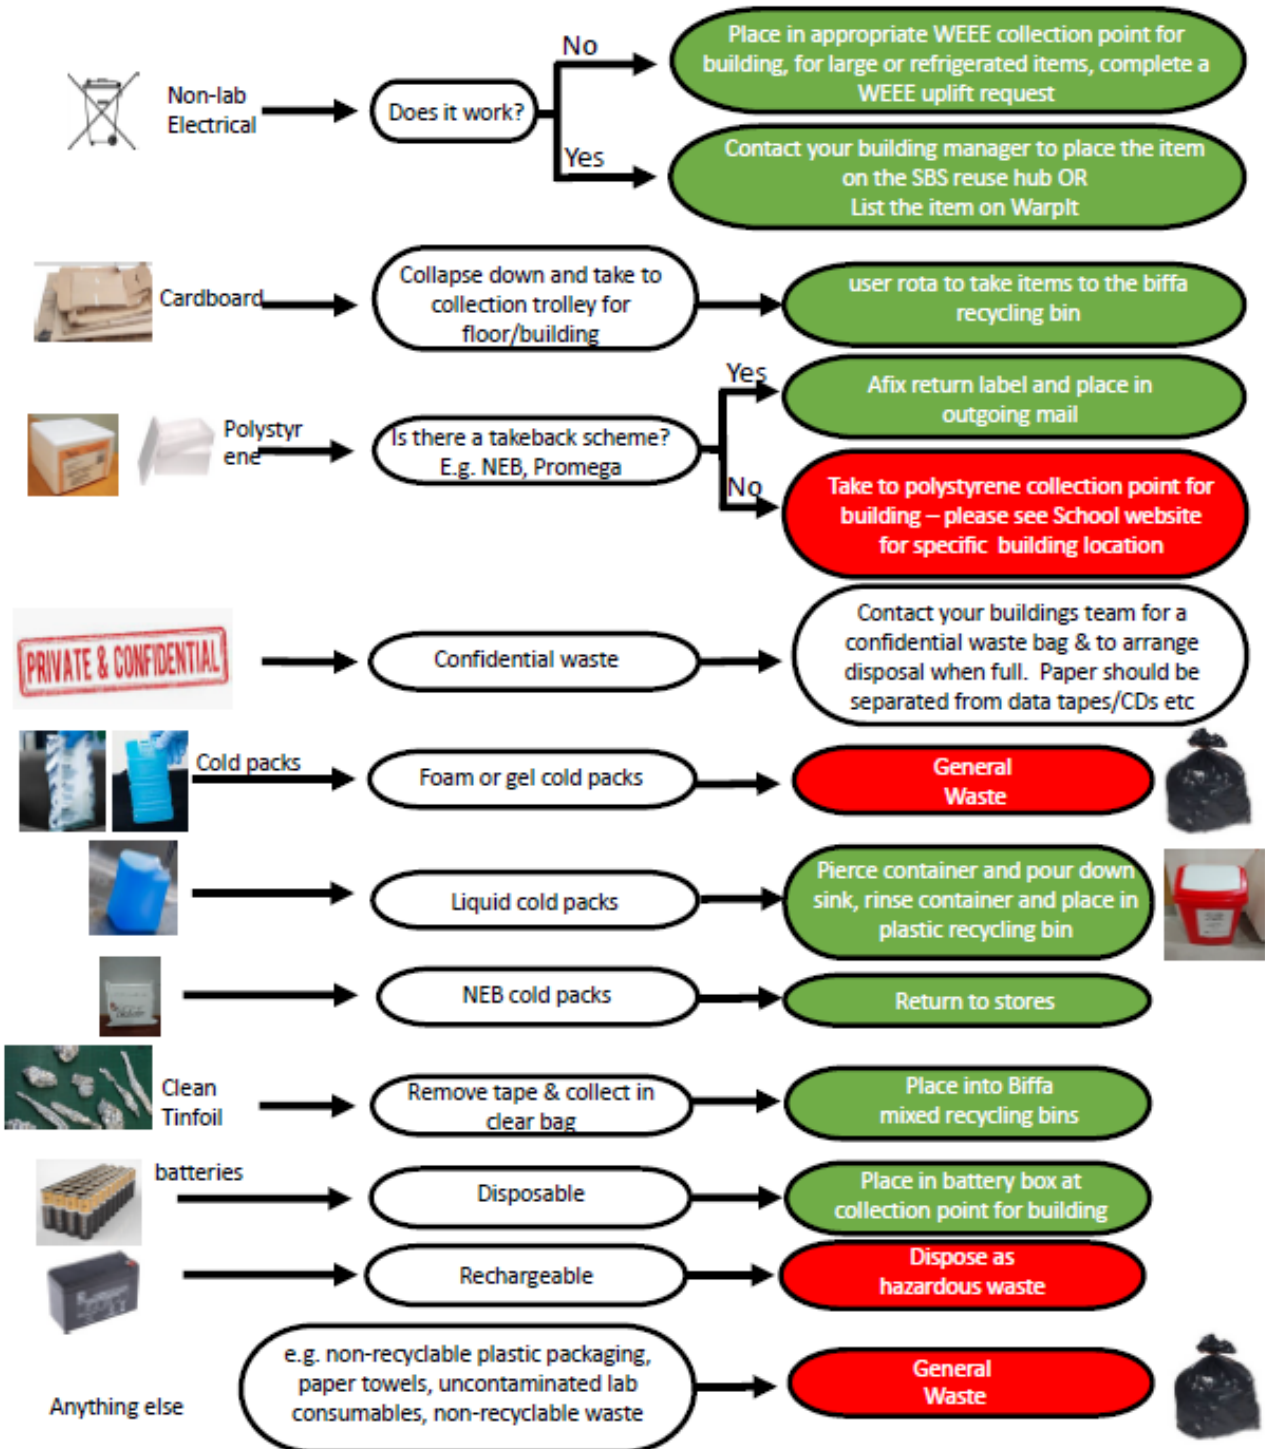 Non-lab
Electrical
Does it work?
No
Place in appropriate WEEE collection point for
building, for large or refrigerated items, complete a
WEEE uplift request
Yes
Contact your building manager to place the item
on the SBS reuse hub OR
List the item on WarpIt
Cardboard
Collapse down and take to
collection trolley for
floor/building
user rota to take items to the biffa
recycling bin
Polystyr
ene
Is there a takeback scheme?
E.g. NEB, Promega
Yes
Afix return label and place in
outgoing mail
No
Take to polystyrene collection point for
building – please see School website
for specific building location
PRIVATE & CONFIDENTIAL
Confidential waste
Contact your buildings team for a
confidential waste bag & to arrange
disposal when full. Paper should be
separated from data tapes/CDs etc
Cold packs
Foam or gel cold packs
General
Waste
Liquid cold packs
Pierce container and pour down
sink, rinse container and place in
plastic recycling bin
NEB cold packs
Return to stores
Clean
Tinfoil
Remove tape & collect in
clear bag
Place into Biffa
mixed recycling bins
batteries
Disposable
Place in battery box at
collection point for building
Rechargeable
Dispose as
hazardous waste
Anything else
e.g. non-recyclable plastic packaging,
paper towels, uncontaminated lab
consumables, non-recyclable waste
General
Waste